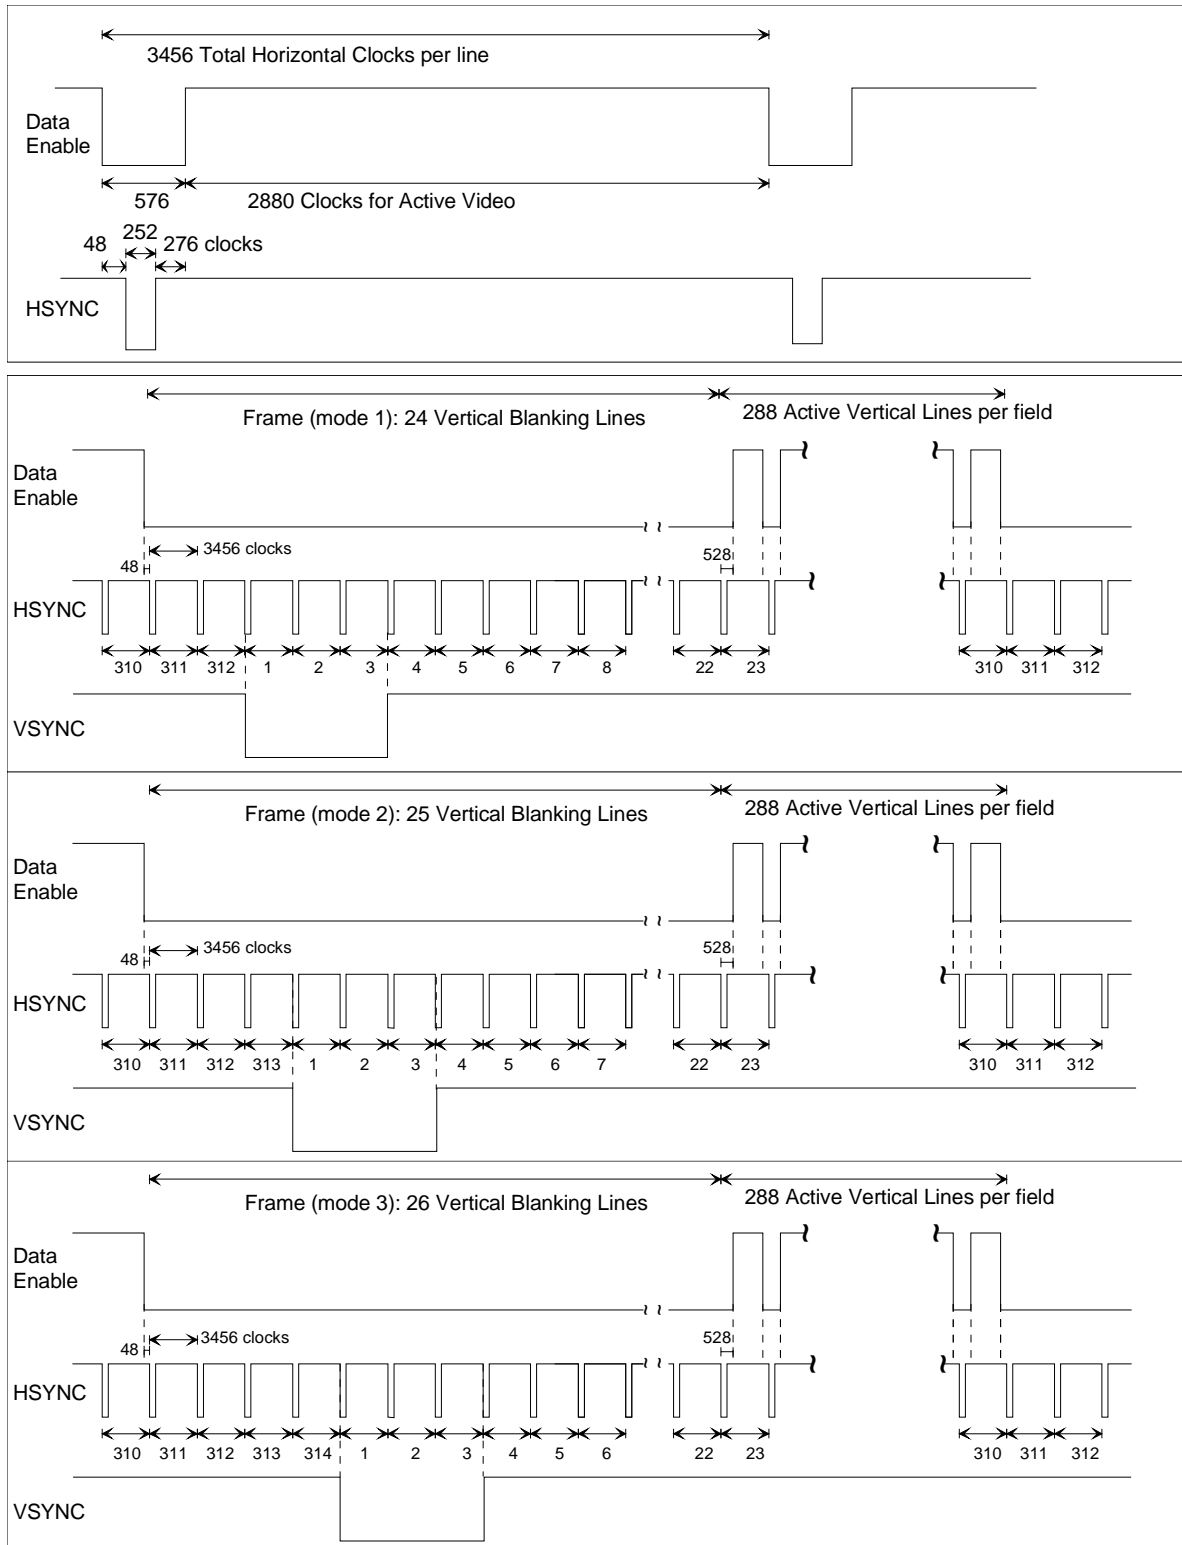 3456 Total Horizontal Clocks per line
Data
Enable
576
2880 Clocks for Active Video
252
48
276 clocks
HSYNC
Frame (mode 1): 24 Vertical Blanking Lines
288 Active Vertical Lines per field
Data
Enable
48
3456 clocks
528
HSYNC
310 311 312 1 2 3 4 5 6 7 8 22 23 310 311 312
VSYNC
Frame (mode 2): 25 Vertical Blanking Lines
288 Active Vertical Lines per field
Data
Enable
48
3456 clocks
528
HSYNC
310 311 312 313 1 2 3 4 5 6 7 22 23 310 311 312
VSYNC
Frame (mode 3): 26 Vertical Blanking Lines
288 Active Vertical Lines per field
Data
Enable
48
3456 clocks
528
HSYNC
310 311 312 313 314 1 2 3 4 5 6 22 23 310 311 312
VSYNC